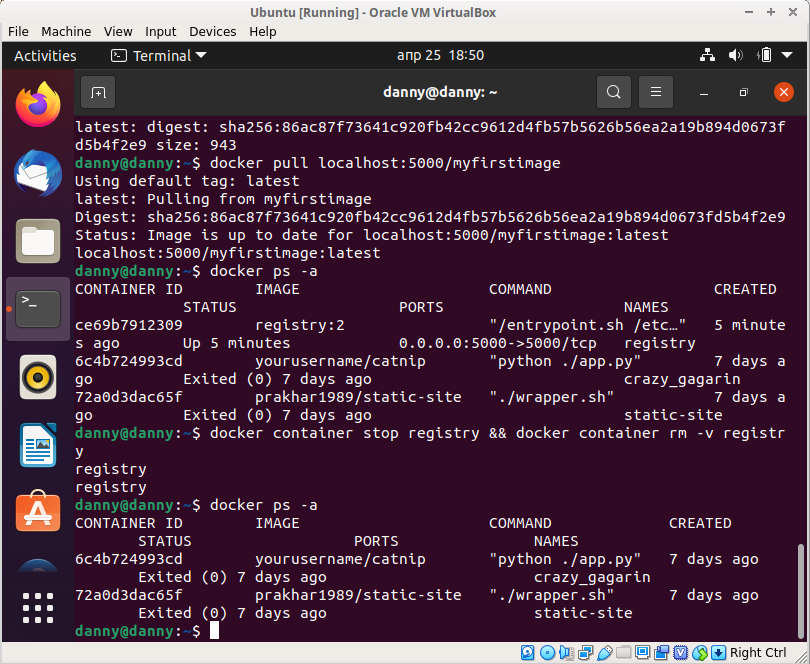 Ubuntu [Running] - Oracle VM VirtualBox
File Machine View Input Devices Help
Activities Terminal апр 25 18:50
danny@danny: ~
latest: digest: sha256:86ac87f73641c920fb42cc9612d4fb57b5626b56ea2a19b894d0673f
d5b4f2e9 size: 943
danny@danny:~$ docker pull localhost:5000/myfirstimage
Using default tag: latest
latest: Pulling from myfirstimage
Digest: sha256:86ac87f73641c920fb42cc9612d4fb57b5626b56ea2a19b894d0673fd5b4f2e9
Status: Image is up to date for localhost:5000/myfirstimage:latest
localhost:5000/myfirstimage:latest
danny@danny:~$ docker ps -a
CONTAINER ID        IMAGE                     COMMAND                  CREATED
            STATUS                  PORTS                    NAMES
ce69b7912309        registry:2                "/entrypoint.sh /etc…"   5 minute
s ago       Up 5 minutes            0.0.0.0:5000->5000/tcp   registry
6c4b724993cd        yourusername/catnip       "python ./app.py"        7 days a
go          Exited (0) 7 days ago                            crazy_gagarin
72a0d3dac65f        prakhar1989/static-site   "./wrapper.sh"           7 days a
go          Exited (0) 7 days ago                            static-site
danny@danny:~$ docker container stop registry && docker container rm -v registr
y
registry
registry
danny@danny:~$ docker ps -a
CONTAINER ID        IMAGE                     COMMAND             CREATED
       STATUS                  PORTS               NAMES
6c4b724993cd        yourusername/catnip       "python ./app.py"   7 days ago
       Exited (0) 7 days ago                       crazy_gagarin
72a0d3dac65f        prakhar1989/static-site   "./wrapper.sh"      7 days ago
       Exited (0) 7 days ago                       static-site
danny@danny:~$
Right Ctrl